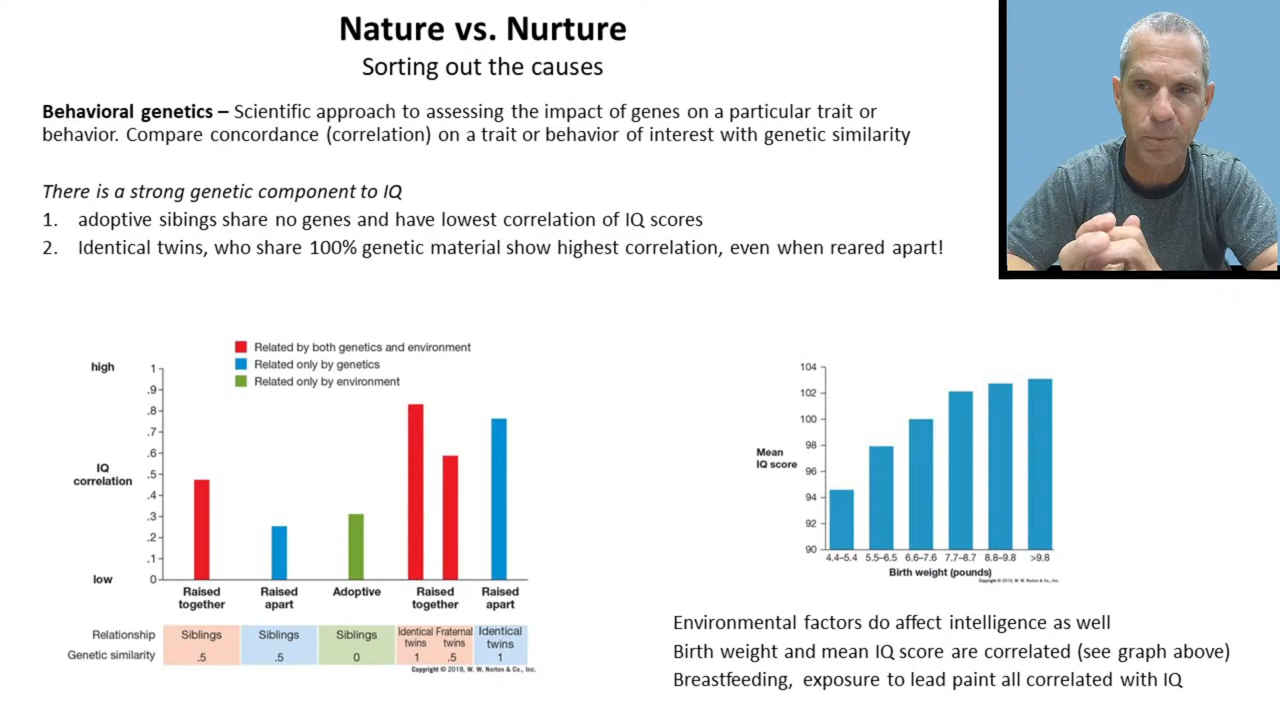 Nature vs. Nurture
Sorting out the causes
Behavioral genetics – Scientific approach to assessing the impact of genes on a particular trait or
behavior. Compare concordance (correlation) on a trait or behavior of interest with genetic similarity
There is a strong genetic component to IQ
1. adoptive sibings share no genes and have lowest correlation of IQ scores
2. Identical twins, who share 100% genetic material show highest correlation, even when reared apart!
Related by both genetics and environment
Related only by genetics
Related only by environment
high
IQ
correlation
low
1
.9
.8
.7
.6
.5
.4
.3
.2
.1
0
Raised together
Raised apart
Adoptive
Raised together
Raised apart
Relationship Siblings Siblings Siblings Identical twins Fraternal twins Identical twins
Genetic similarity .5 .5 0 1 .5 1
Copyright © 2019, W. W. Norton & Co., Inc.
Mean
IQ score
104
102
100
98
96
94
92
90
4.4–5.4 5.5–6.5 6.6–7.6 7.7–8.7 8.8–9.8 >9.8
Birth weight (pounds)
Copyright © 2019, W. W. Norton & Co., Inc.
Environmental factors do affect intelligence as well
Birth weight and mean IQ score are correlated (see graph above)
Breastfeeding, exposure to lead paint all correlated with IQ